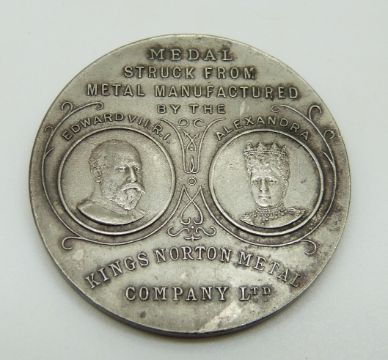 MEDAL
STRUCK FROM
METAL MANUFACTURED
BY THE
EDWARD VII. R.I.
ALEXANDRA
KINGS NORTON METAL
COMPANY LTD